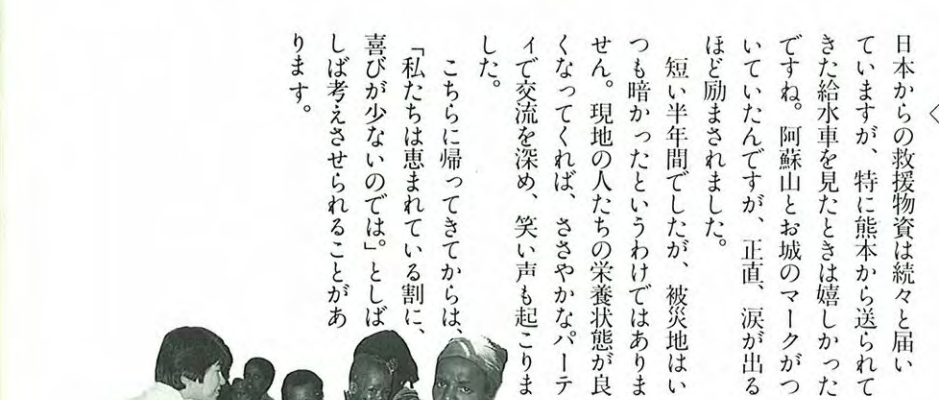 日本からの救援物資は続々と届い
ていますが、特に熊本から送られて
きた給水車を見たときは嬉しかった
ですね。阿蘇山とお城のマークがつ
いていたんですが、正直、涙が出る
ほど励まされました。
短い半年間でしたが、被災地はい
つも暗かったというわけではありま
せん。現地の人たちの栄養状態が良
くなってくれば、ささやかなパーテ
ィで交流を深め、笑い声も起こりま
した。
こちらに帰ってきてからは、
「私たちは恵まれている割に、
喜びが少ないのでは」。としば
しば考えさせられることがあ
ります。